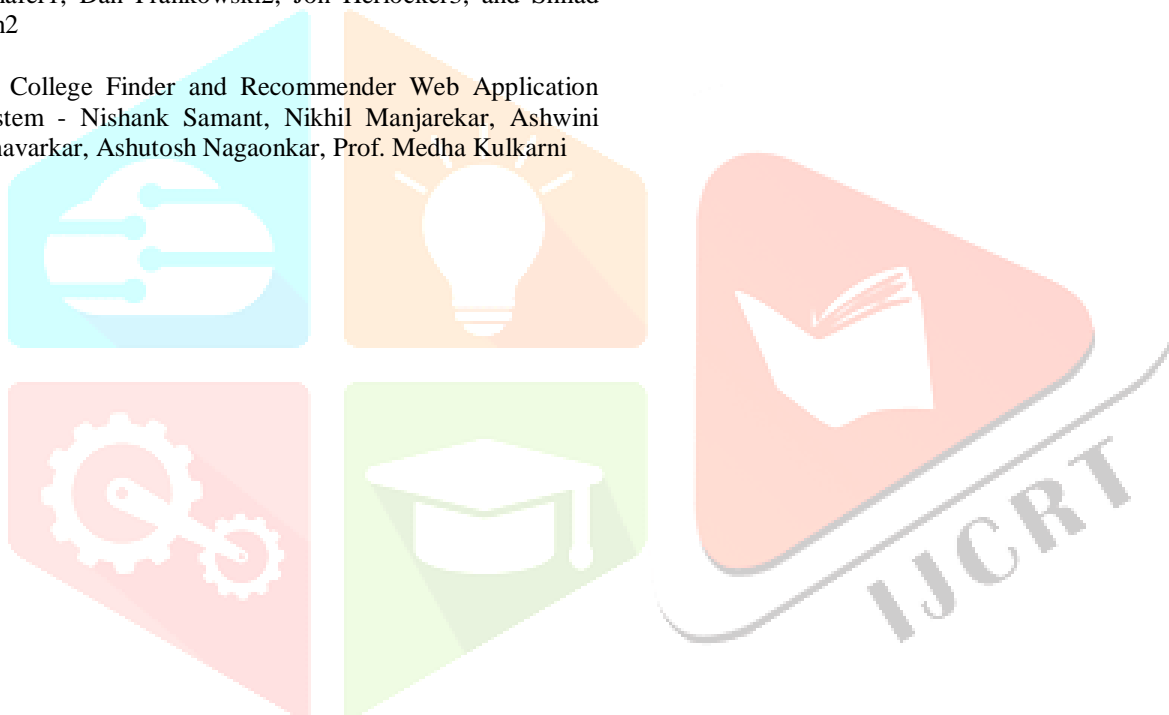 Dan Frankowski2, Jon Herlocker3, and Shilad
College Finder and Recommender Web Application
- Nishank Samant, Nikhil Manjarekar, Ashwini
Ashutosh Nagaonkar, Prof. Medha Kulkarni
IJCRT